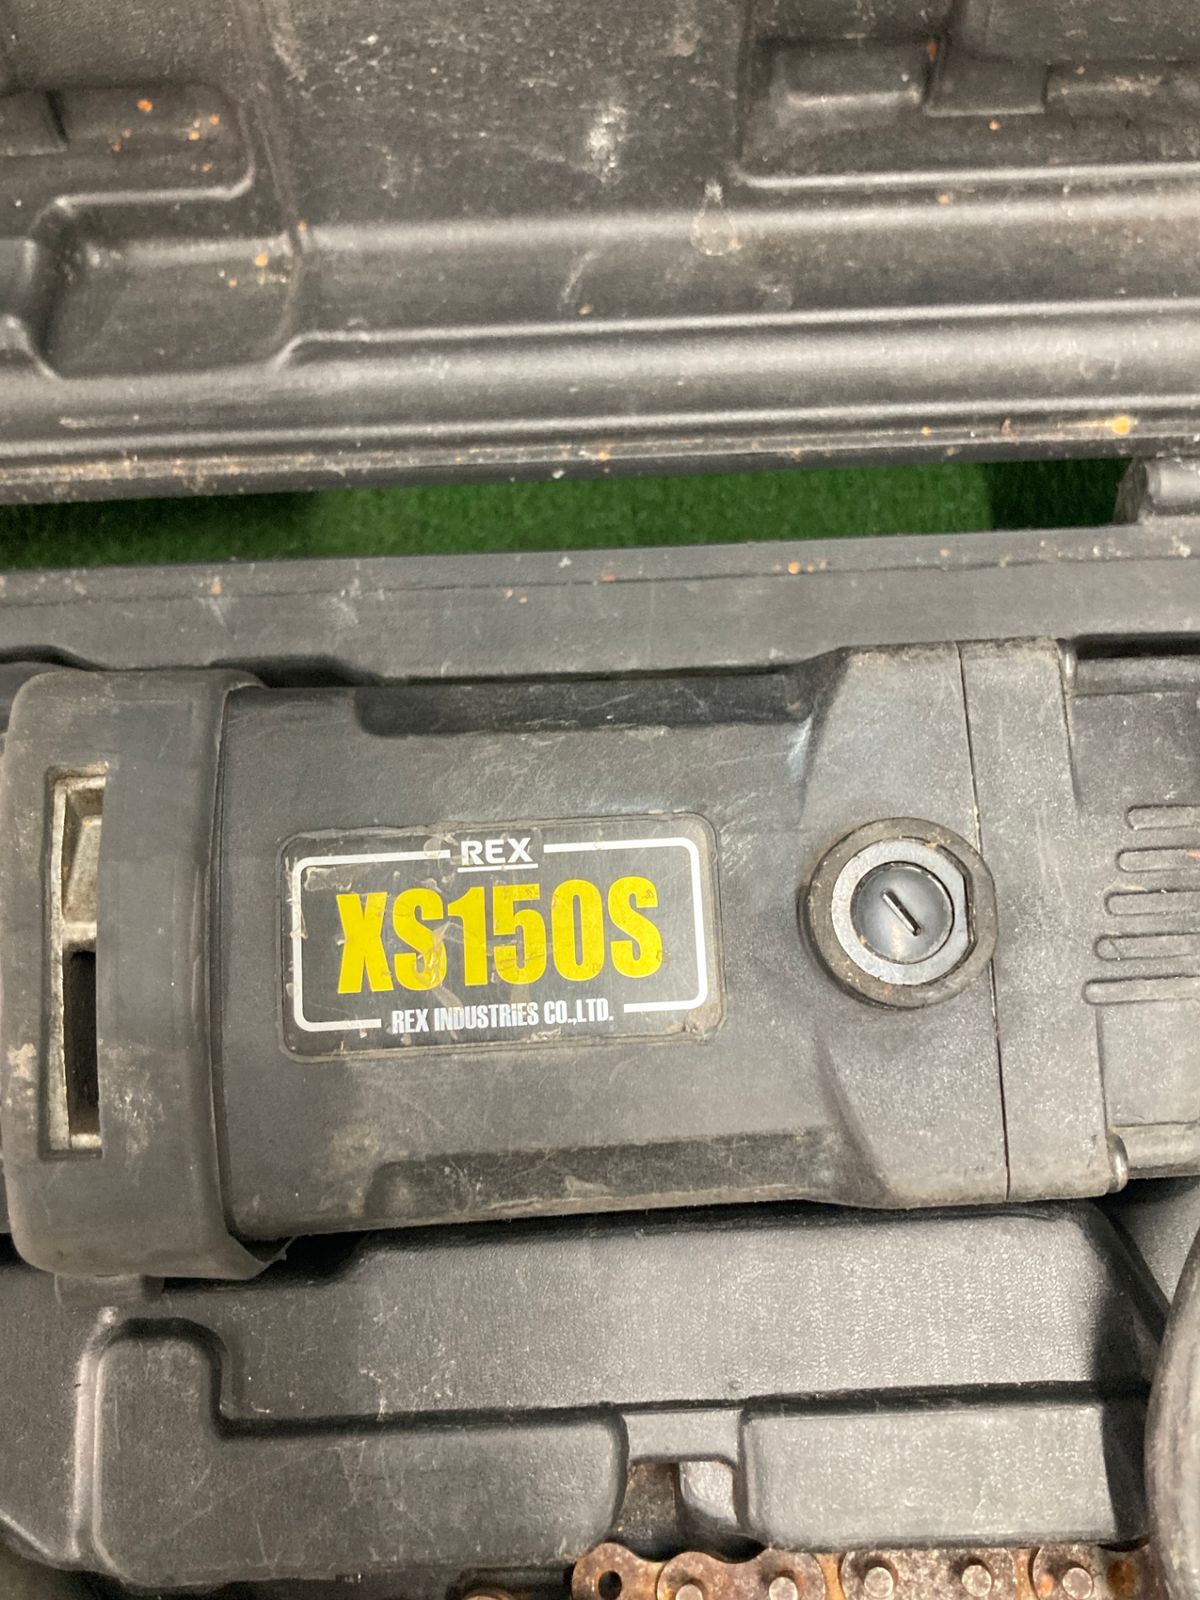 REX
XS150S
REX INDUSTRIES CO.,LTD.